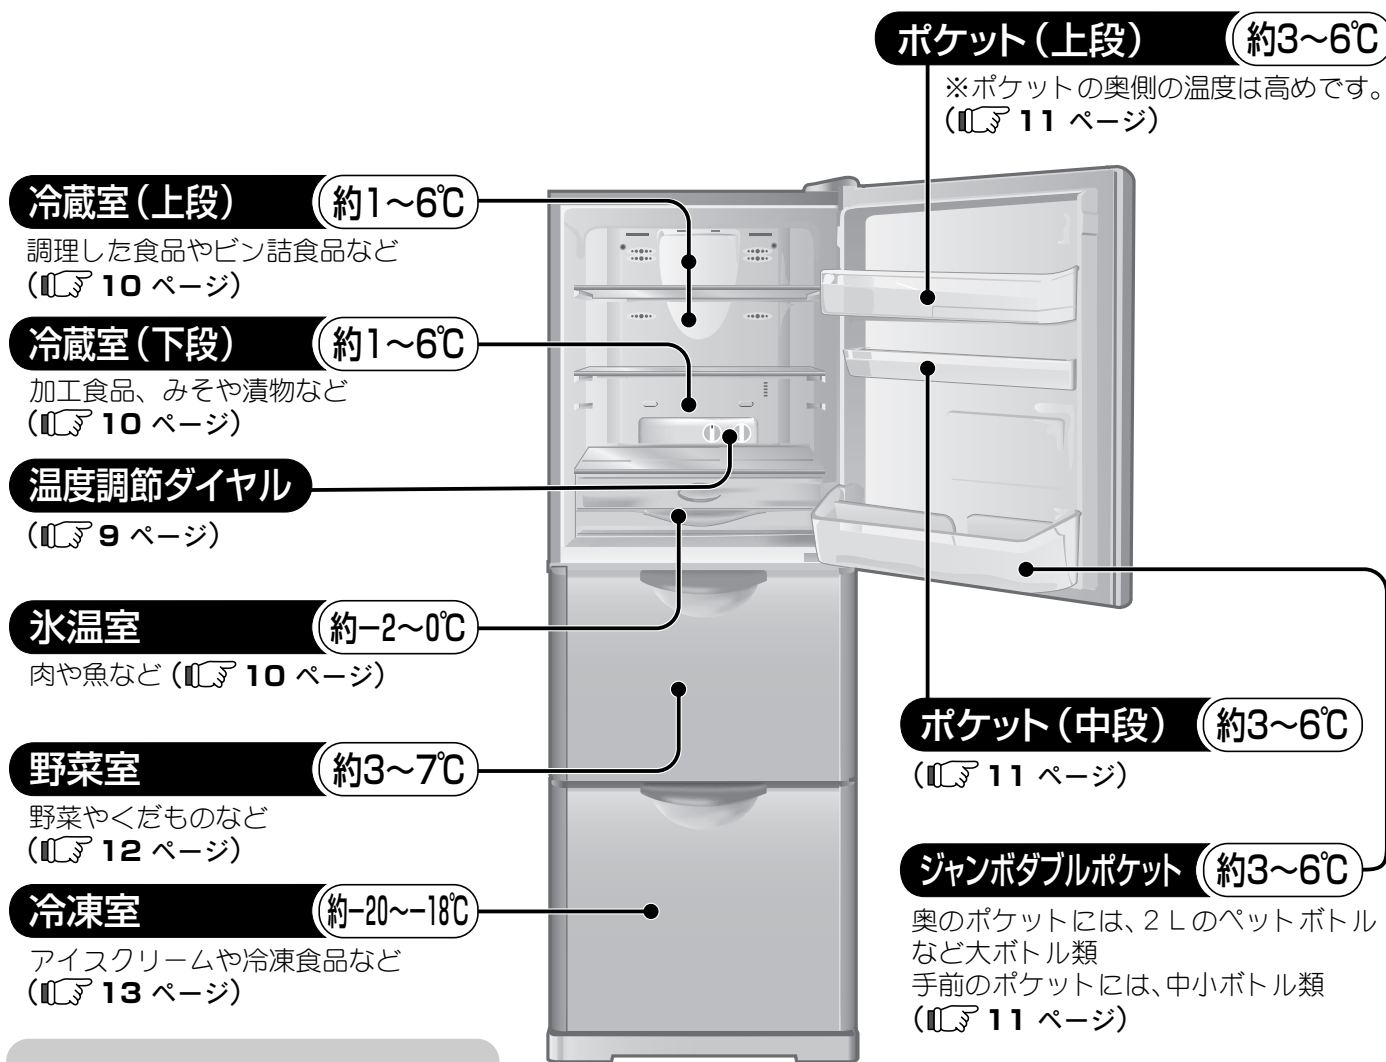 ポケット(上段) 約3~6℃
※ポケットの奥側の温度は高めです。
(11 ページ)
冷蔵室(上段) 約1~6℃
調理した食品やビン詰食品など
(10 ページ)
冷蔵室(下段) 約1~6℃
加工食品、みそや漬物など
(10 ページ)
温度調節ダイヤル
(9 ページ)
氷温室 約−2~0℃
肉や魚など(10 ページ)
野菜室 約3~7℃
野菜やくだものなど
(12 ページ)
冷凍室 約−20~−18℃
アイスクリームや冷凍食品など
(13 ページ)
ポケット(中段) 約3~6℃
(11 ページ)
ジャンボダブルポケット 約3~6℃
奥のポケットには、2Lのペットボトル
など大ボトル類
手前のポケットには、中小ボトル類
(11 ページ)